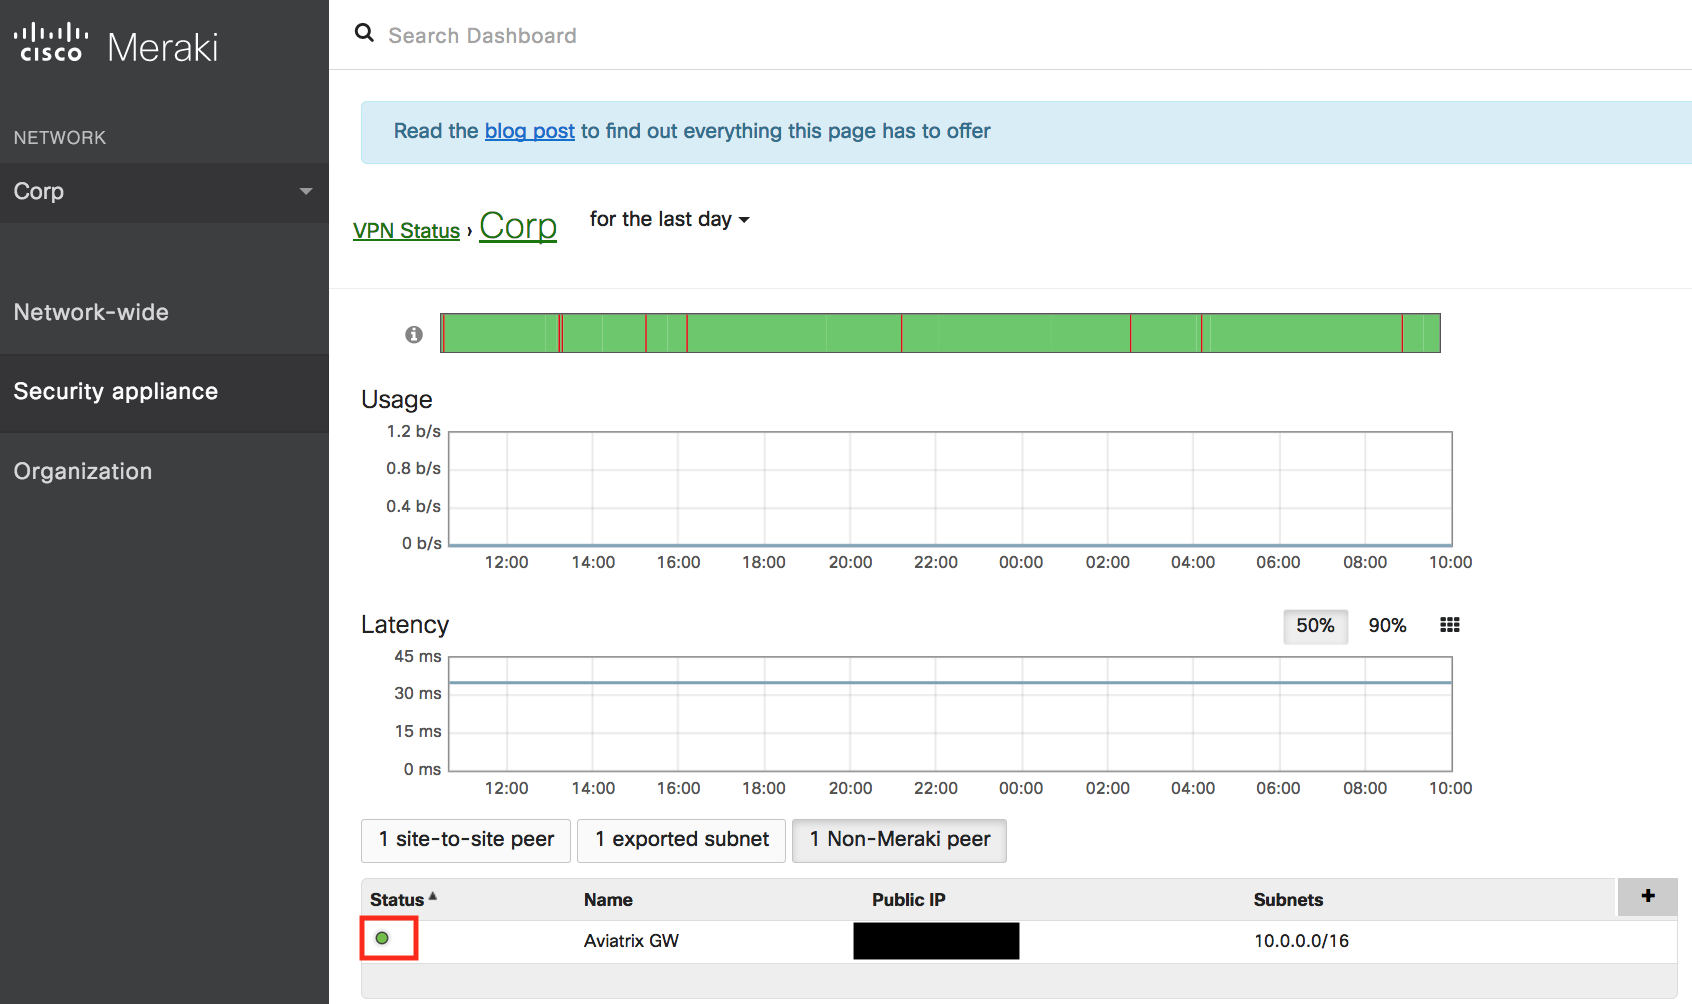 cisco Meraki
Search Dashboard
NETWORK
Corp
Network-wide
Security appliance
Organization
Read the blog post to find out everything this page has to offer
VPN Status › Corp for the last day
Usage
1.2 b/s
0.8 b/s
0.4 b/s
0 b/s
12:00 14:00 16:00 18:00 20:00 22:00 00:00 02:00 04:00 06:00 08:00 10:00
Latency 50% 90%
45 ms
30 ms
15 ms
0 ms
12:00 14:00 16:00 18:00 20:00 22:00 00:00 02:00 04:00 06:00 08:00 10:00
1 site-to-site peer 1 exported subnet 1 Non-Meraki peer
Status Name Public IP Subnets +
Aviatrix GW 10.0.0.0/16